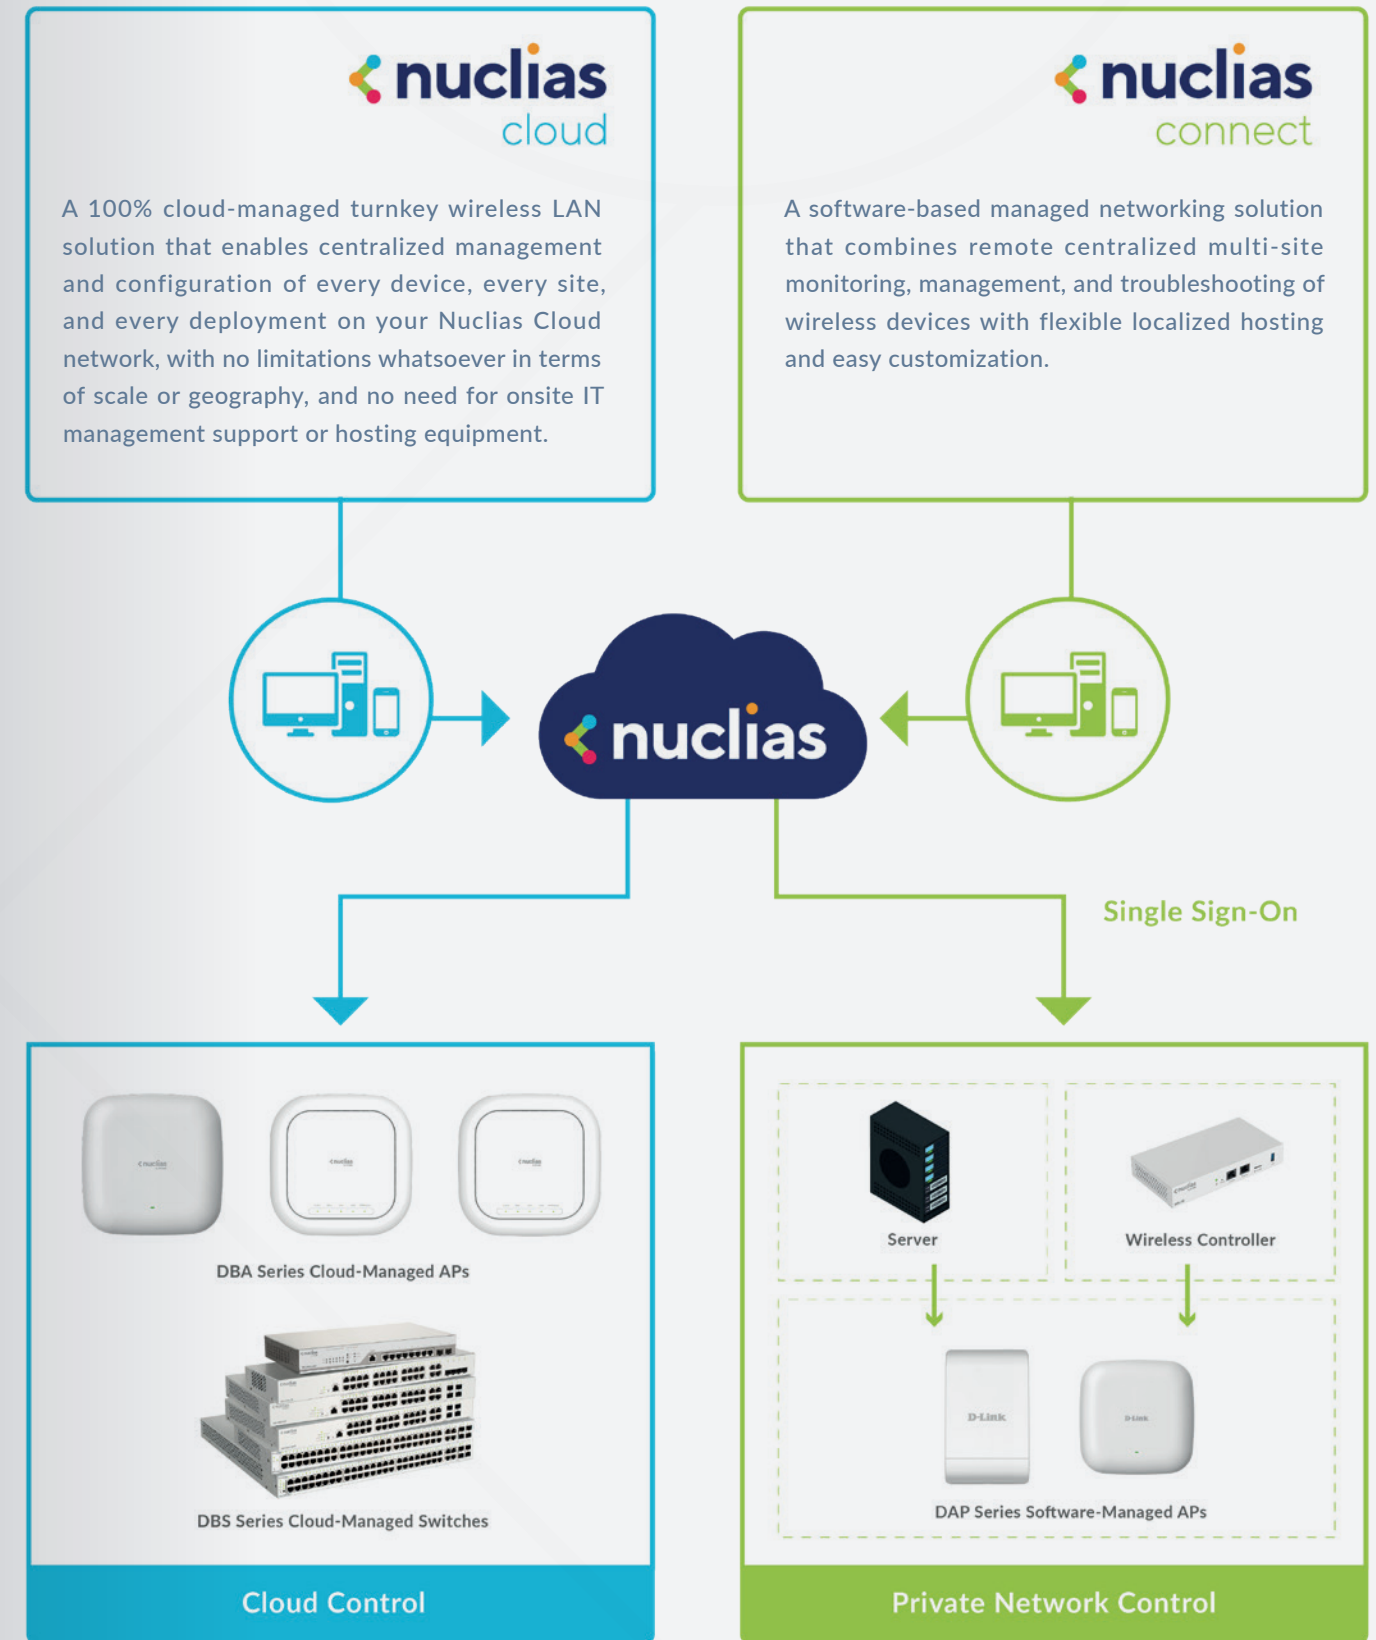 nuclias
cloud
A 100% cloud-managed turnkey wireless LAN
solution that enables centralized management
and configuration of every device, every site,
and every deployment on your Nuclias Cloud
network, with no limitations whatsoever in terms
of scale or geography, and no need for onsite IT
management support or hosting equipment.
nuclias
connect
A software-based managed networking solution
that combines remote centralized multi-site
monitoring, management, and troubleshooting of
wireless devices with flexible localized hosting
and easy customization.
nuclias
Single Sign-On
nuclias
nuclias
nuclias
DBA Series Cloud-Managed APs
DBS Series Cloud-Managed Switches
Cloud Control
Server
nuclias
Wireless Controller
D-Link
D-Link
DAP Series Software-Managed APs
Private Network Control